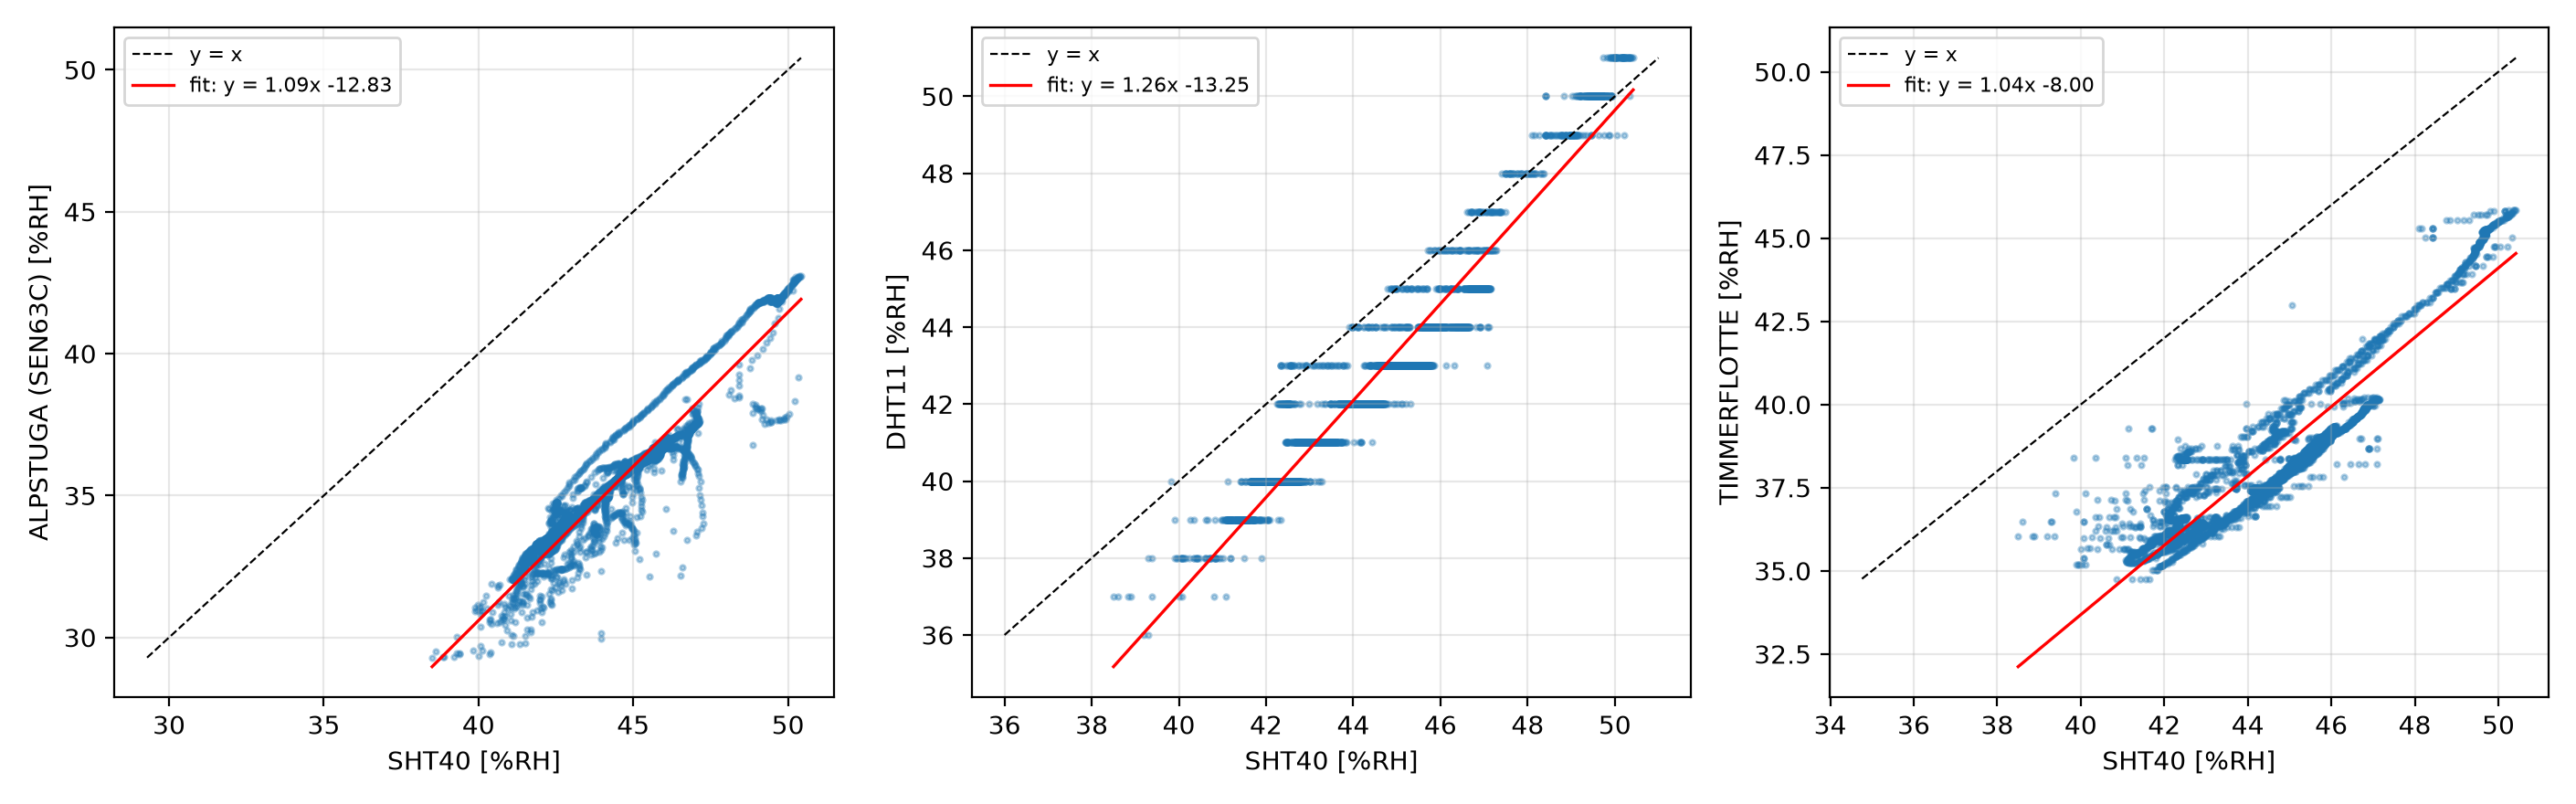 y = x
fit: y = 1.09x -12.83
50
45
40
35
30
ALPSTUGA (SEN63C) [%RH]
30 35 40 45 50
SHT40 [%RH]
y = x
fit: y = 1.26x -13.25
50
48
46
44
42
40
38
36
DHT11 [%RH]
36 38 40 42 44 46 48 50
SHT40 [%RH]
y = x
fit: y = 1.04x -8.00
50.0
47.5
45.0
42.5
40.0
37.5
35.0
32.5
TIMMERFLOTTE [%RH]
34 36 38 40 42 44 46 48 50
SHT40 [%RH]